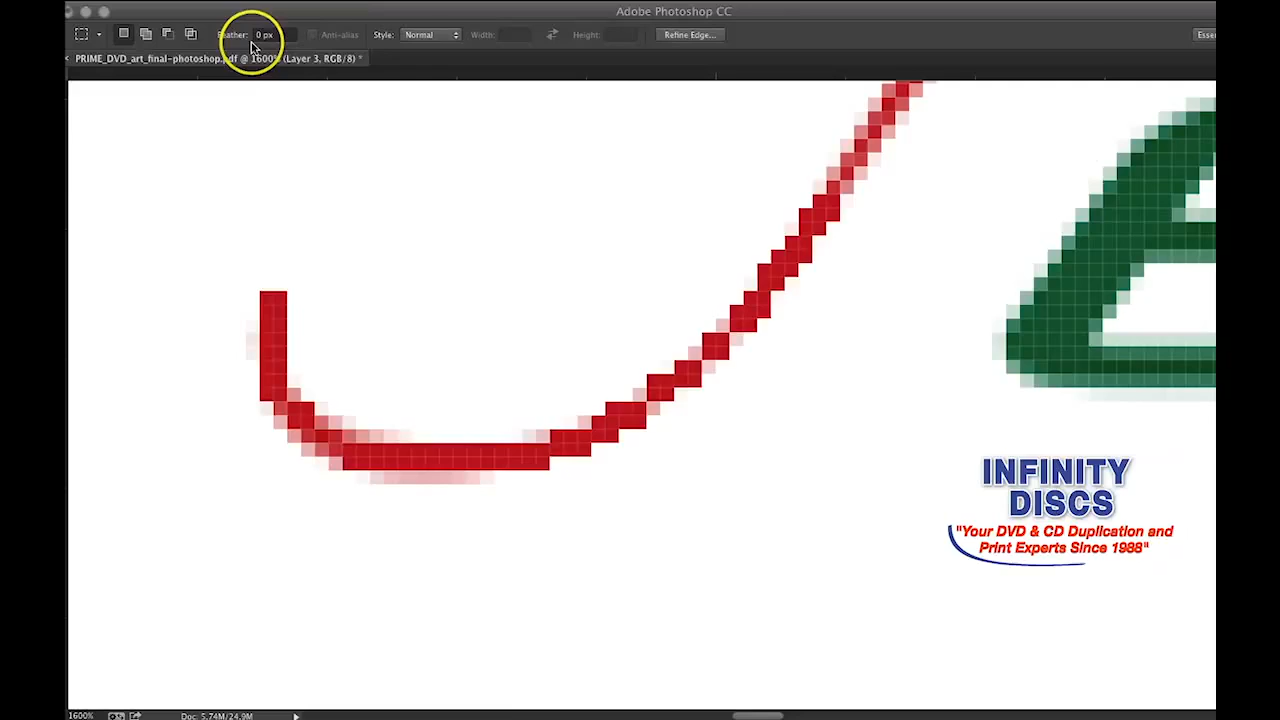 Adobe Photoshop CC
Feather: 0 px Anti-alias Style: Normal Width: Height: Refine Edge... Essen
× PRIME_DVD_art_final-photoshop.pdf @ 1600% (Layer 3, RGB/8) *
INFINITY
DISCS
"Your DVD & CD Duplication and
Print Experts Since 1988"
1600% Doc: 5.74M/24.9M